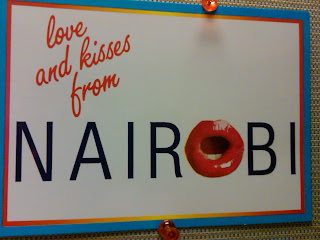 love
and kisses
from
NAIROBI